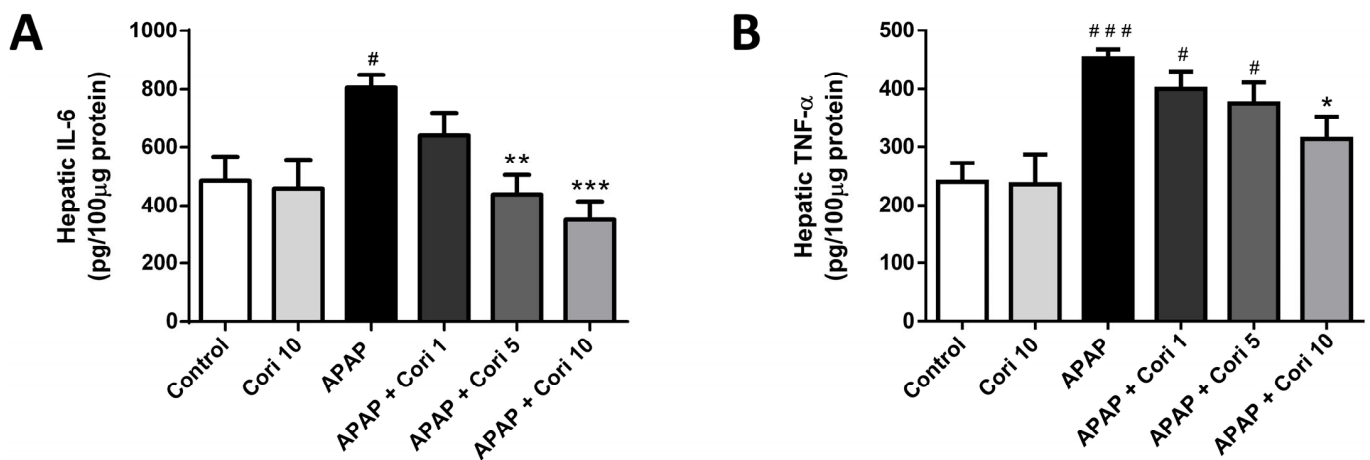 A
Hepatic IL-6
(pg/100µg protein)
1000
800
600
400
200
0
#
**
***
Control
Cori 10
APAP
APAP + Cori 1
APAP + Cori 5
APAP + Cori 10
B
Hepatic TNF-α
(pg/100µg protein)
500
400
300
200
100
0
# # #
#
#
*
Control
Cori 10
APAP
APAP + Cori 1
APAP + Cori 5
APAP + Cori 10